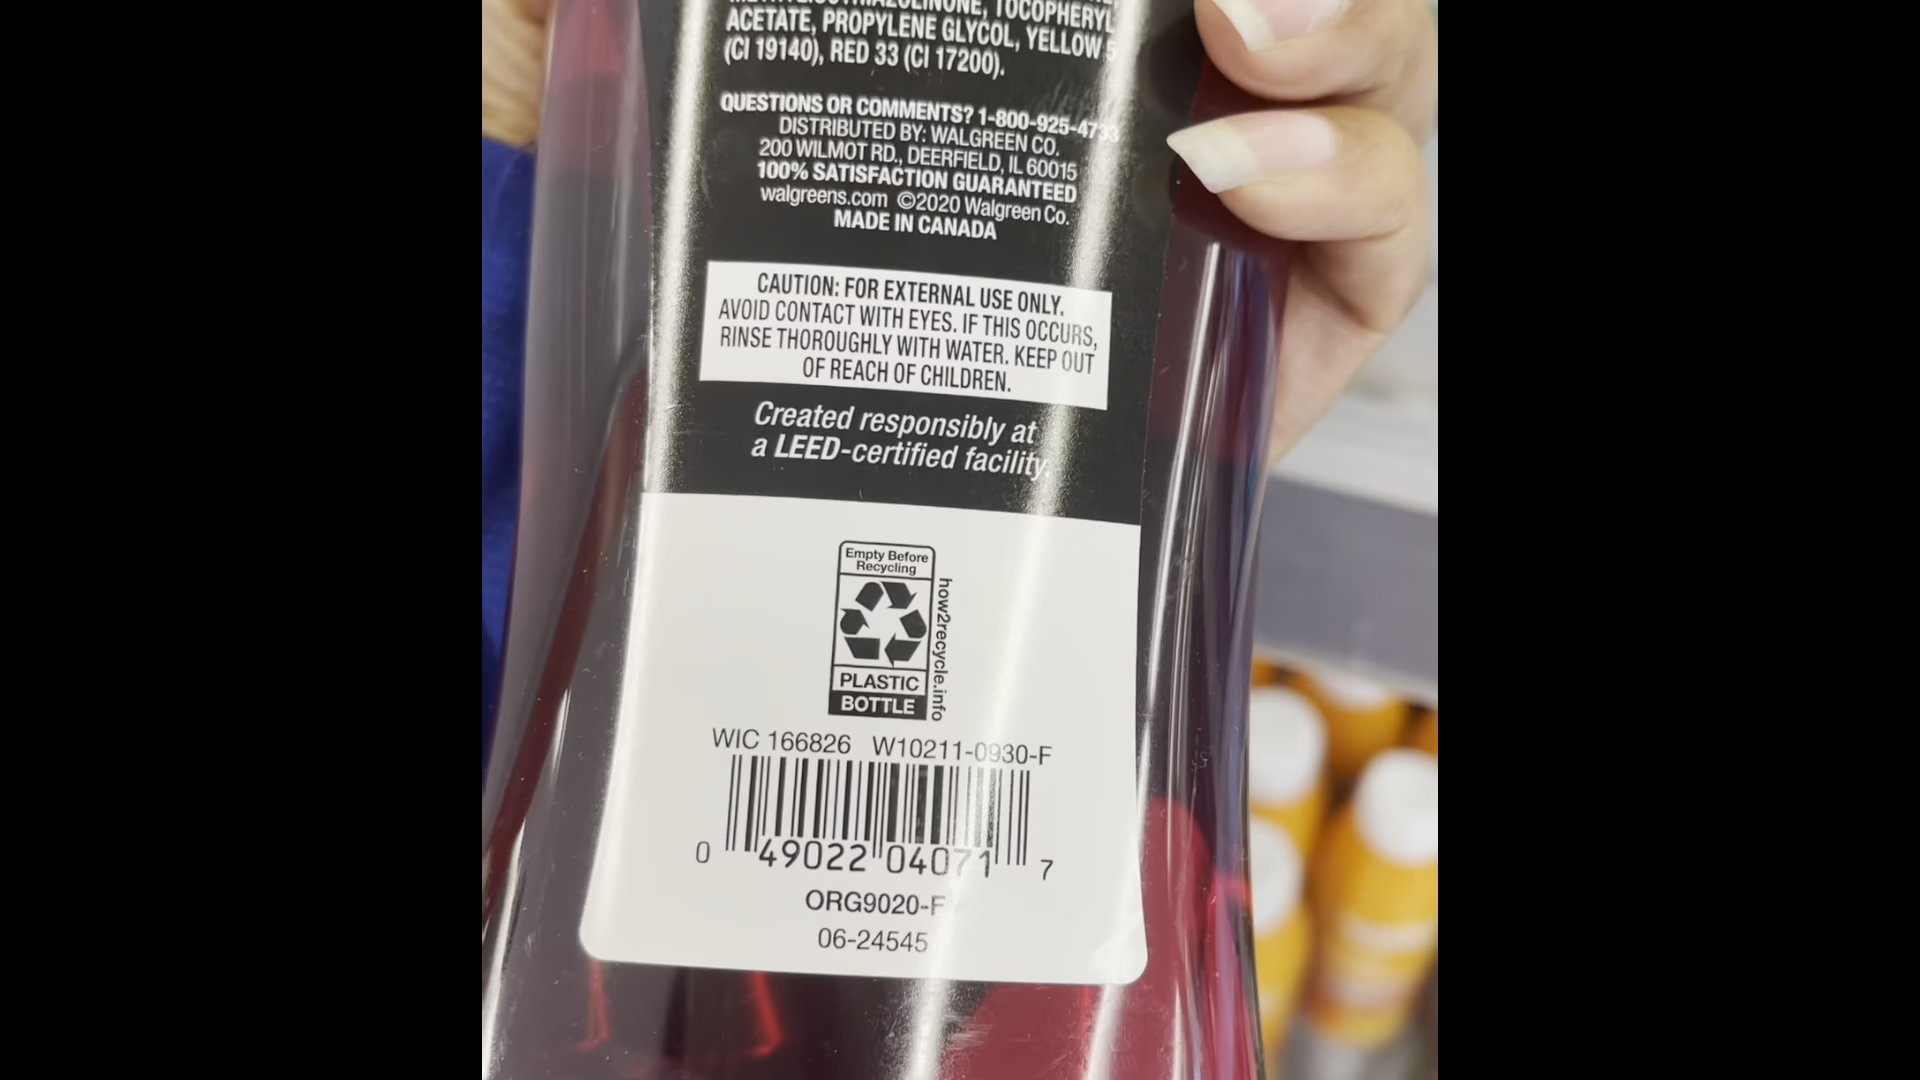 TOCOPHERYL
ACETATE, PROPYLENE GLYCOL, YELLOW 5
(CI 19140), RED 33 (CI 17200).
QUESTIONS OR COMMENTS? 1-800-925-4733
DISTRIBUTED BY: WALGREEN CO.
200 WILMOT RD., DEERFIELD, IL 60015
100% SATISFACTION GUARANTEED
walgreens.com ©2020 Walgreen Co.
MADE IN CANADA
CAUTION: FOR EXTERNAL USE ONLY.
AVOID CONTACT WITH EYES. IF THIS OCCURS,
RINSE THOROUGHLY WITH WATER. KEEP OUT
OF REACH OF CHILDREN.
Created responsibly at
a LEED-certified facility.
Empty Before
Recycling
how2recycle.info
PLASTIC
BOTTLE
WIC 166826 W10211-0930-F
0 49022 04071 7
ORG9020-F
06-24545